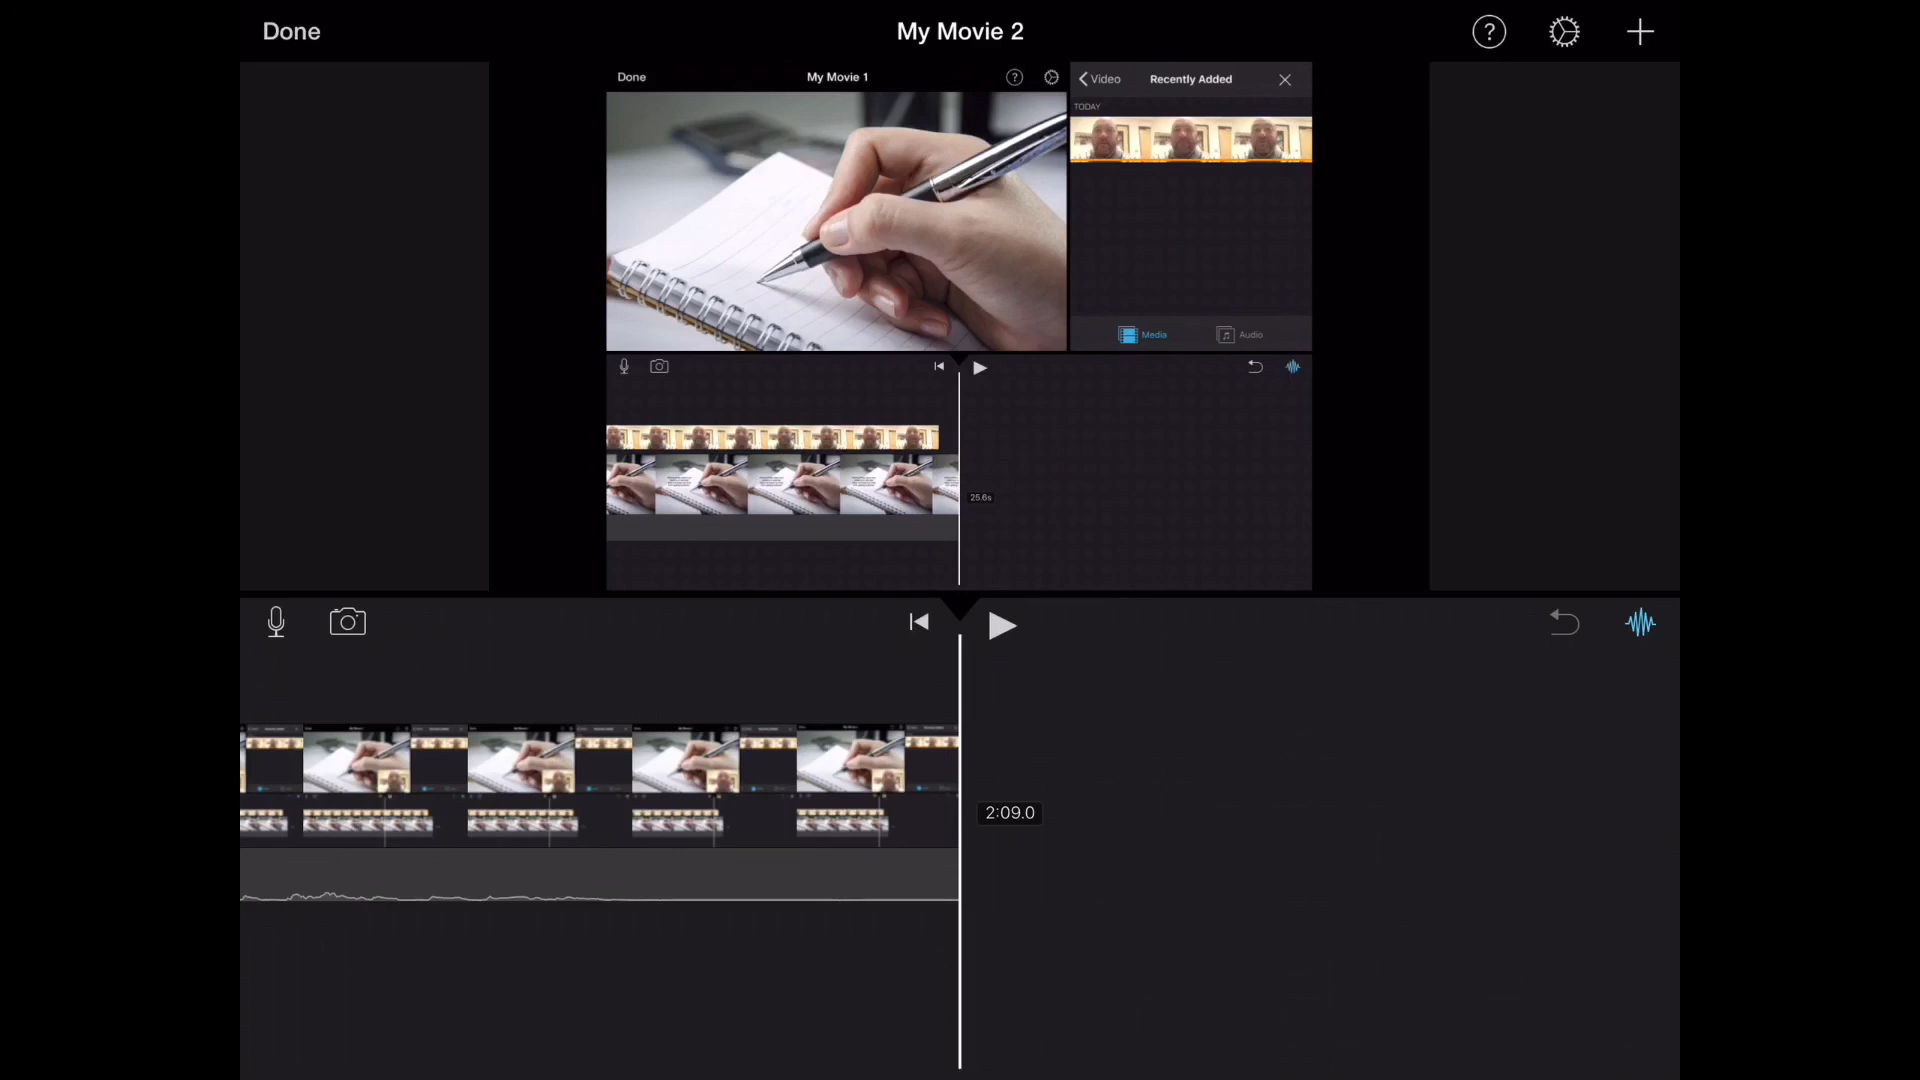 Done
My Movie 2
?
Done
My Movie 1
?
Video
Recently Added
TODAY
Media
Audio
25.6s
2:09.0